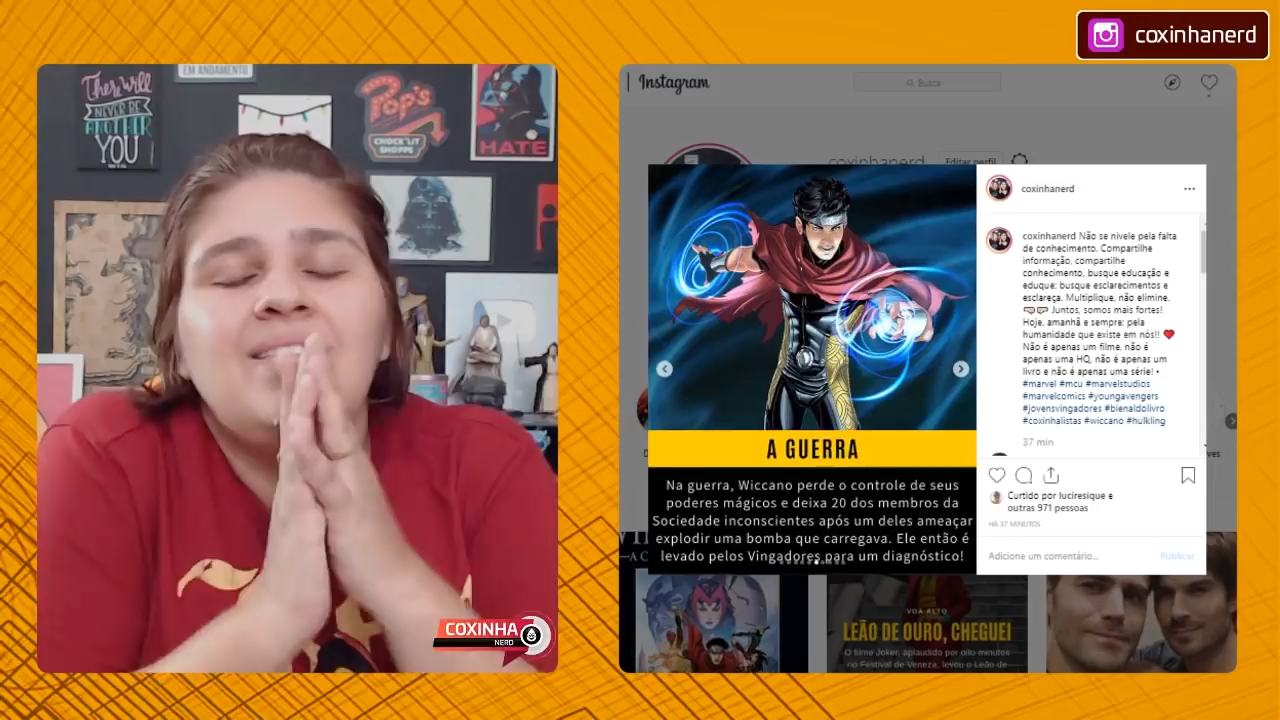 coxinhanerd
EM ANDAMENTO
There will
NEVER BE
ANOTHER
YOU
POP'S
CHOCK'LIT
SHOPPE
HATE
COXINHA
NERD
Instagram
Busca
coxinhanerd
Editar perfil
A GUERRA
Na guerra, Wiccano perde o controle de seus
poderes mágicos e deixa 20 dos membros da
Sociedade inconscientes após um deles ameaçar
explodir uma bomba que carregava. Ele então é
levado pelos Vingadores para um diagnóstico!
coxinhanerd
coxinhanerd Não se nivele pela falta
de conhecimento. Compartilhe
informação, compartilhe
conhecimento, busque educação e
eduque: busque esclarecimentos e
esclareça. Multiplique, não elimine.
Juntos, somos mais fortes!
Hoje, amanhã e sempre: pela
humanidade que existe em nós!! ❤
Não é apenas um filme, não é
apenas uma HQ, não é apenas um
livro e não é apenas uma série! •
#marvel #mcu #marvelstudios
#marvelcomics #youngavengers
#jovensvingadores #bienaldolivro
#coxinhalistas #wiccano #hulkling
37 min
Curtido por luciresique e
outras 971 pessoas
HÁ 37 MINUTOS
Adicione um comentário...
Publicar
VOA ALTO
LEÃO DE OURO, CHEGUEI
O filme Joker, aplaudido por oito minutos
no Festival de Veneza, levou o Leão de